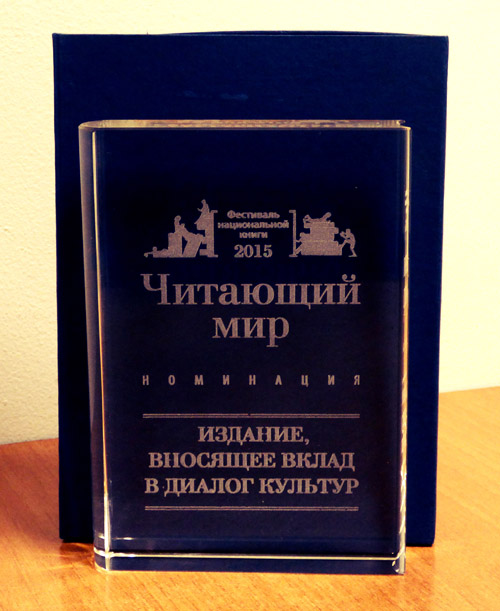 Фестиваль
национальной
книги
2015
Читающий
мир
НОМИНАЦИЯ
ИЗДАНИЕ,
ВНОСЯЩЕЕ ВКЛАД
В ДИАЛОГ КУЛЬТУР